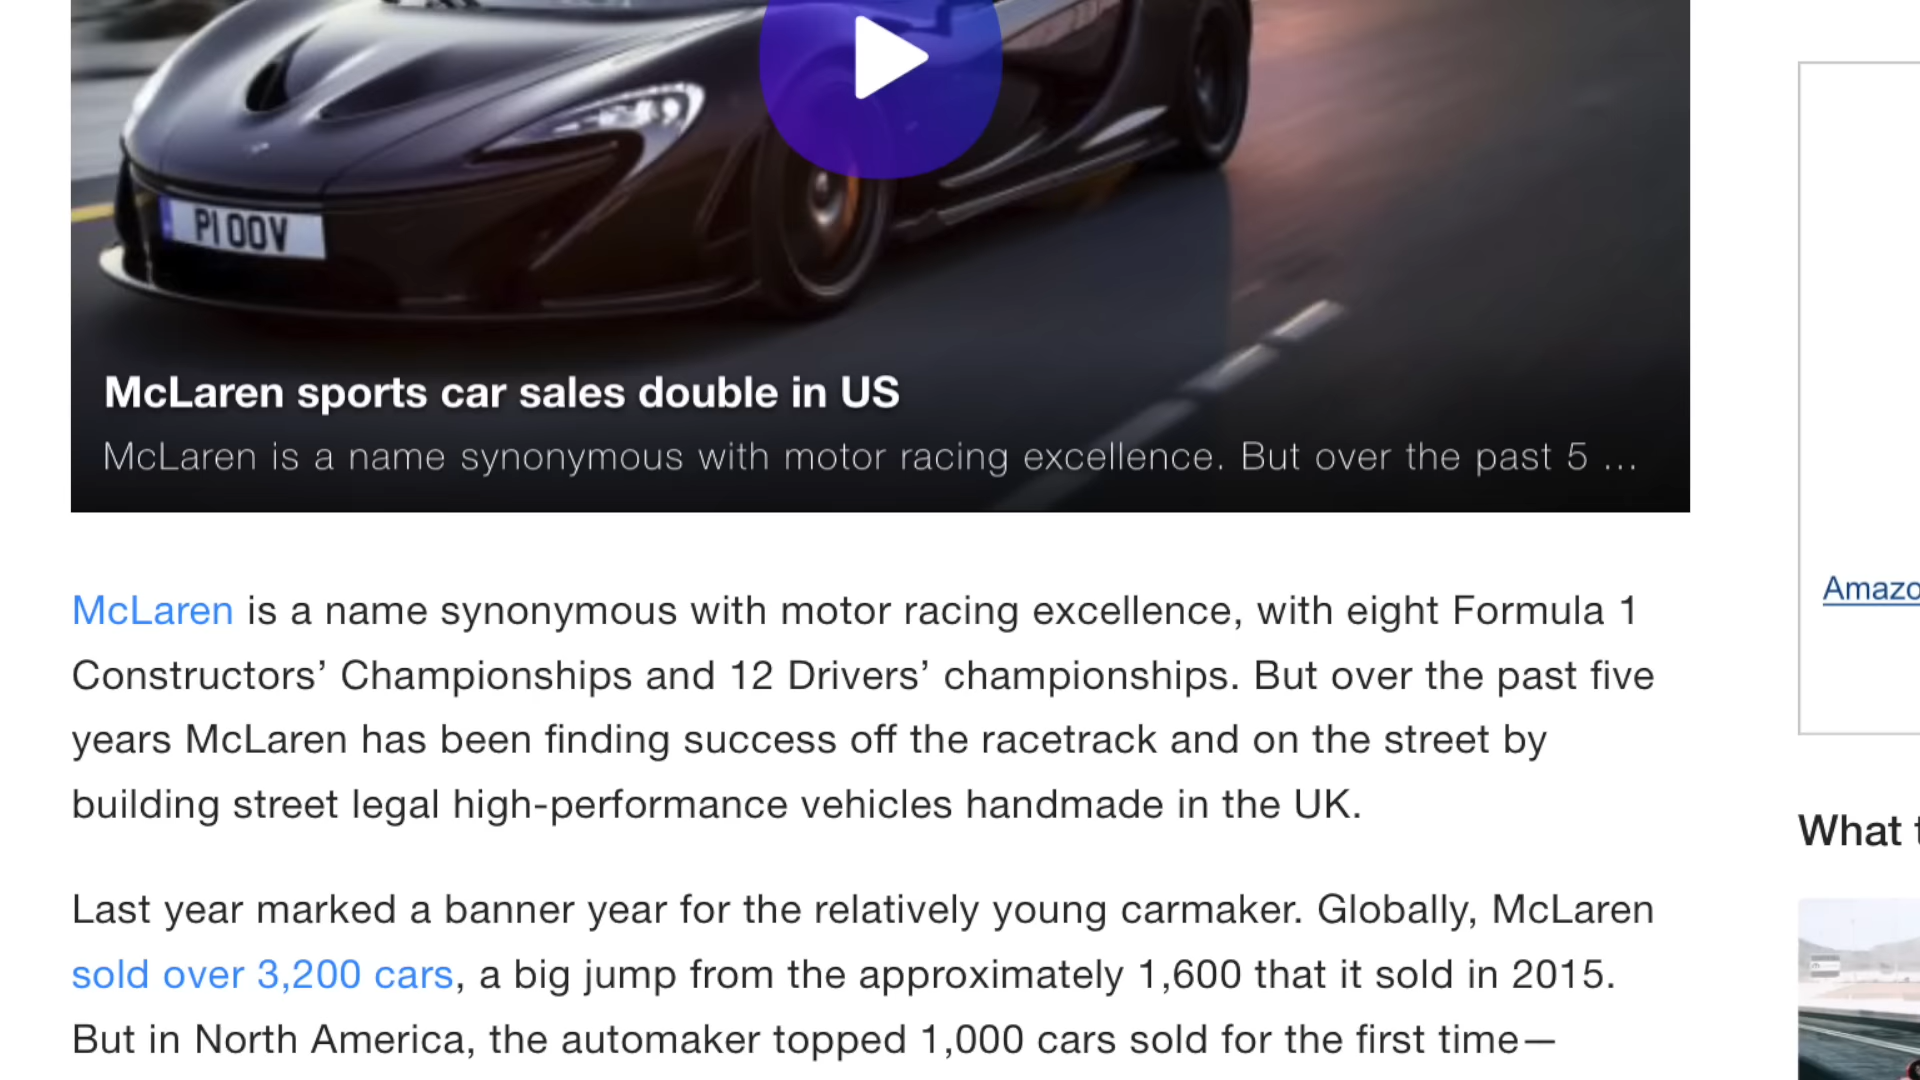 PI OOV
McLaren sports car sales double in US
McLaren is a name synonymous with motor racing excellence. But over the past 5 ...
McLaren is a name synonymous with motor racing excellence, with eight Formula 1
Constructors’ Championships and 12 Drivers’ championships. But over the past five
years McLaren has been finding success off the racetrack and on the street by
building street legal high-performance vehicles handmade in the UK.
Last year marked a banner year for the relatively young carmaker. Globally, McLaren
sold over 3,200 cars, a big jump from the approximately 1,600 that it sold in 2015.
But in North America, the automaker topped 1,000 cars sold for the first time—
Amazo
What t